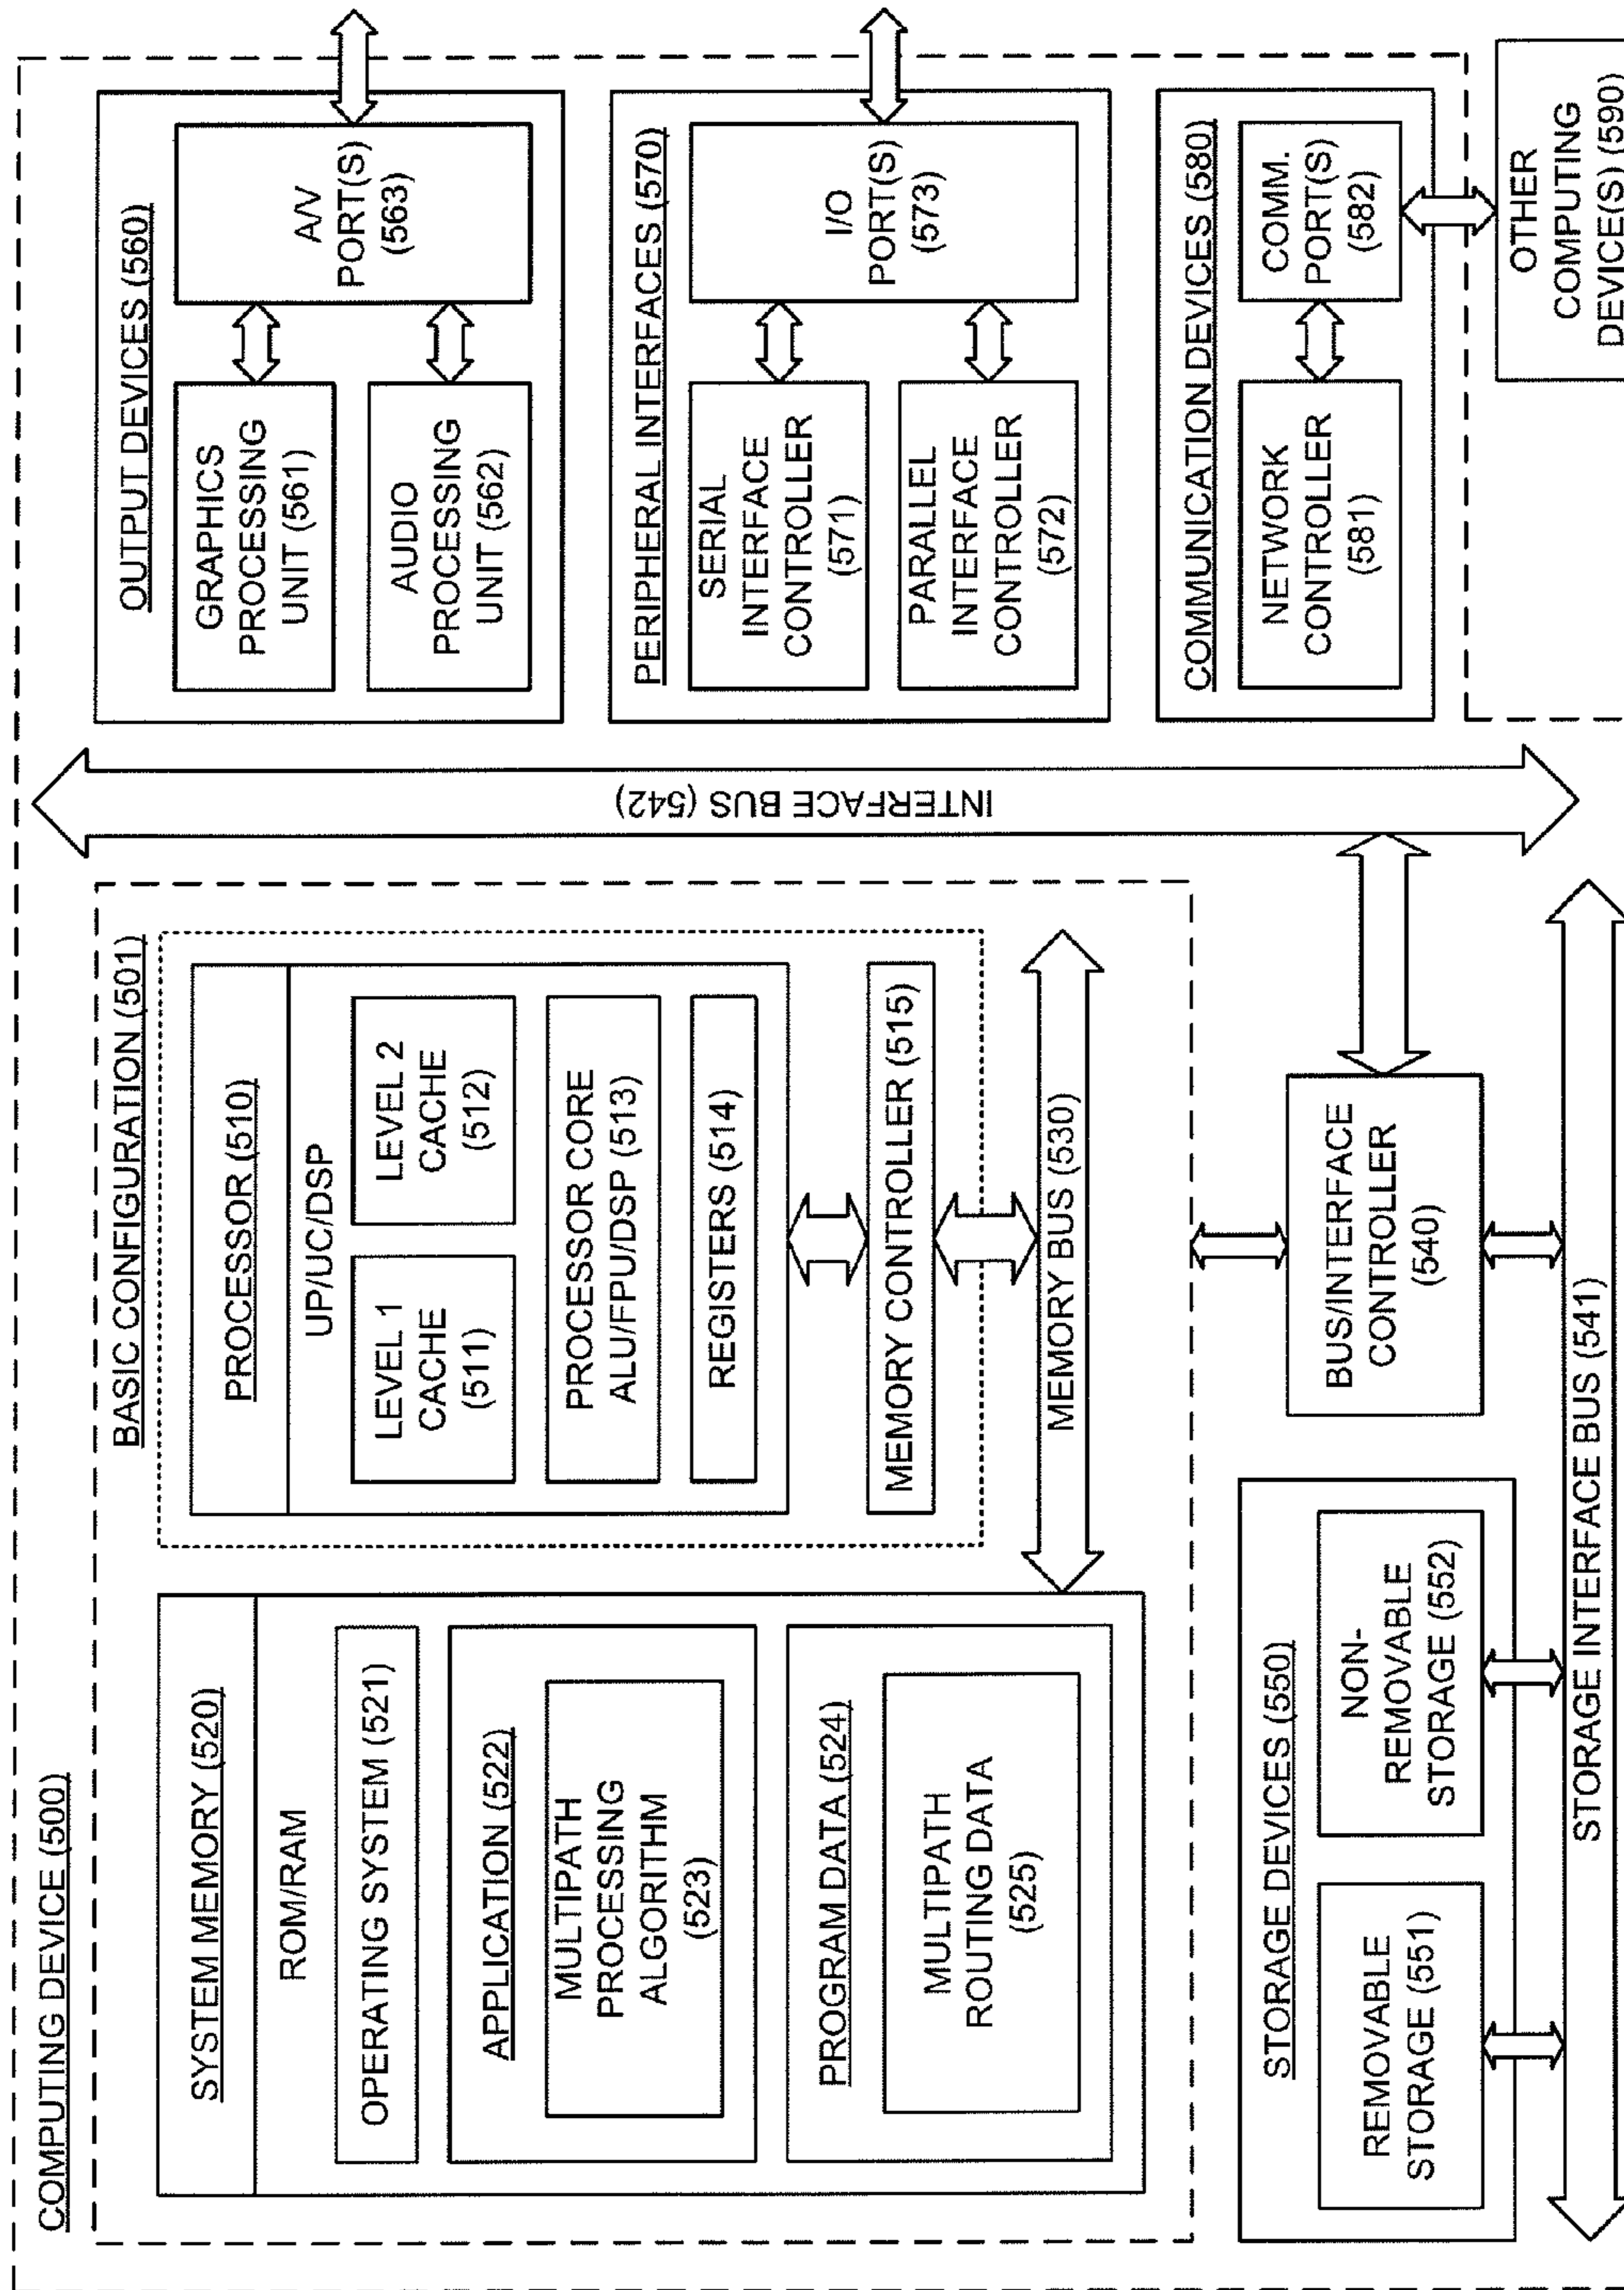 COMPUTING DEVICE (500)
BASIC CONFIGURATION (501)
SYSTEM MEMORY (520)
ROM/RAM
OPERATING SYSTEM (521)
APPLICATION (522)
MULTIPATH
PROCESSING
ALGORITHM
(523)
PROGRAM DATA (524)
MULTIPATH
ROUTING DATA
(525)
PROCESSOR (510)
UP/UC/DSP
LEVEL 1
CACHE
(511)
LEVEL 2
CACHE
(512)
PROCESSOR CORE
ALU/FPU/DSP (513)
REGISTERS (514)
MEMORY CONTROLLER (515)
MEMORY BUS (530)
BUS/INTERFACE
CONTROLLER
(540)
STORAGE DEVICES (550)
REMOVABLE
STORAGE (551)
NON-
REMOVABLE
STORAGE (552)
STORAGE INTERFACE BUS (541)
INTERFACE BUS (542)
OUTPUT DEVICES (560)
GRAPHICS
PROCESSING
UNIT (561)
AUDIO
PROCESSING
UNIT (562)
A/V
PORT(S)
(563)
PERIPHERAL INTERFACES (570)
SERIAL
INTERFACE
CONTROLLER
(571)
PARALLEL
INTERFACE
CONTROLLER
(572)
I/O
PORT(S)
(573)
COMMUNICATION DEVICES (580)
NETWORK
CONTROLLER
(581)
COMM.
PORT(S)
(582)
OTHER
COMPUTING
DEVICE(S) (590)